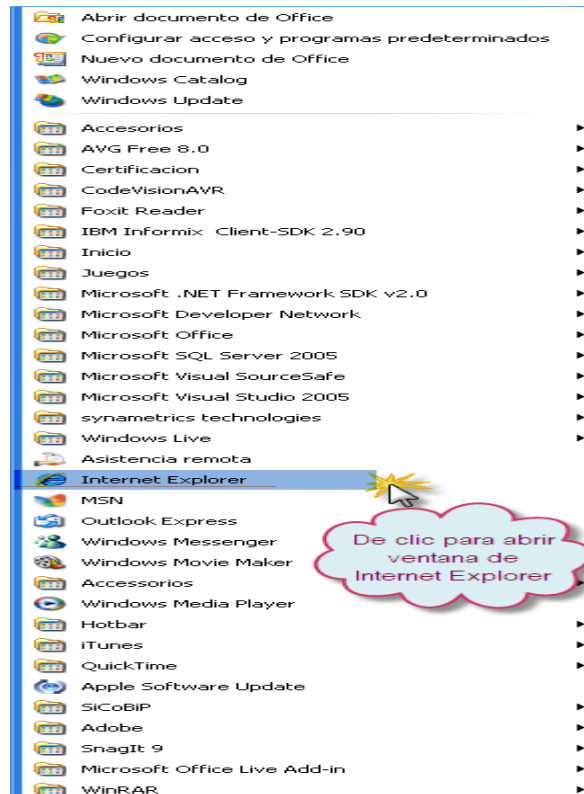 Abrir documento de Office
Configurar acceso y programas predeterminados
Nuevo documento de Office
Windows Catalog
Windows Update
Accesorios
AVG Free 8.0
Certificacion
CodeVisionAVR
Foxit Reader
IBM Informix Client-SDK 2.90
Inicio
Juegos
Microsoft .NET Framework SDK v2.0
Microsoft Developer Network
Microsoft Office
Microsoft SQL Server 2005
Microsoft Visual SourceSafe
Microsoft Visual Studio 2005
synametrics technologies
Windows Live
Asistencia remota
Internet Explorer
MSN
Outlook Express
Windows Messenger
Windows Movie Maker
Accessorios
Windows Media Player
Hotbar
iTunes
QuickTime
Apple Software Update
SiCoBiP
Adobe
SnagIt 9
Microsoft Office Live Add-in
WinRAR
De clic para abrir
ventana de
Internet Explorer